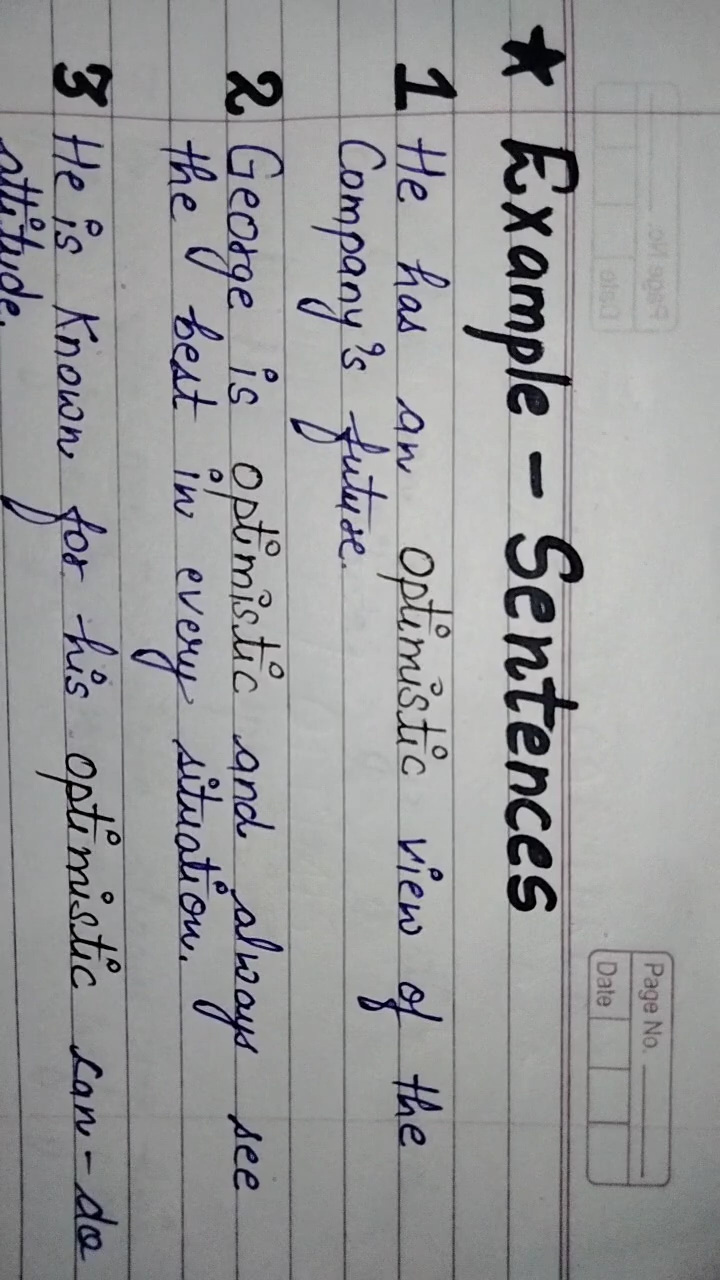 Page No.
Date
★ Example - Sentences
1 He has an optimistic view of the
Company's future.
2 George is optimistic and always see
the best in every situation.
3 He is Known for his optimistic can-do
attitude.